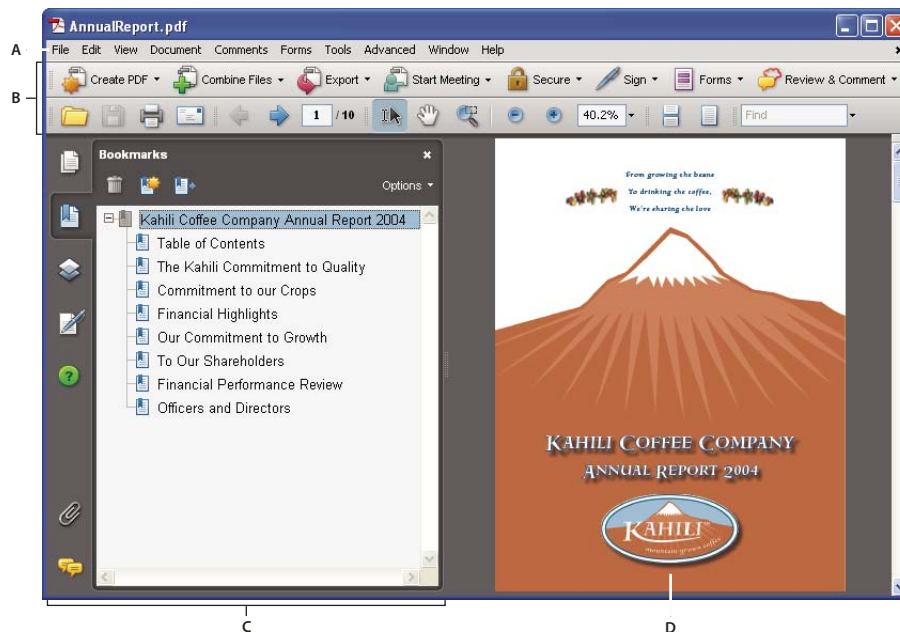 AnnualReport.pdf
A
File Edit View Document Comments Forms Tools Advanced Window Help
B
Create PDF Combine Files Export Start Meeting Secure Sign Forms Review & Comment
1 / 10 40.2% Find
Bookmarks
Options
Kahili Coffee Company Annual Report 2004
Table of Contents
The Kahili Commitment to Quality
Commitment to our Crops
Financial Highlights
Our Commitment to Growth
To Our Shareholders
Financial Performance Review
Officers and Directors
From growing the beans
To drinking the coffee,
We're sharing the love
KAHILI COFFEE COMPANY
ANNUAL REPORT 2004
KAHILI
mountain grown coffee
C
D